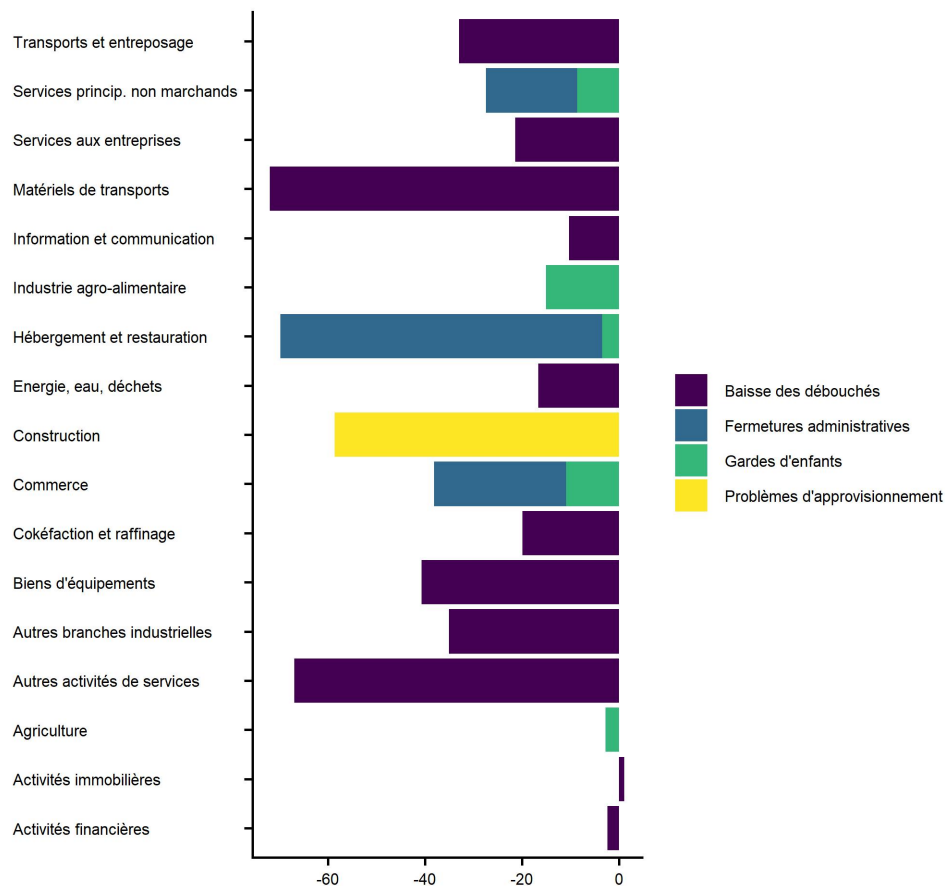 Transports et entreposage
Services princip. non marchands
Services aux entreprises
Matériels de transports
Information et communication
Industrie agro-alimentaire
Hébergement et restauration
Energie, eau, déchets
Construction
Commerce
Cokéfaction et raffinage
Biens d'équipements
Autres branches industrielles
Autres activités de services
Agriculture
Activités immobilières
Activités financières
-60 -40 -20 0
Baisse des débouchés
Fermetures administratives
Gardes d'enfants
Problèmes d'approvisionnement